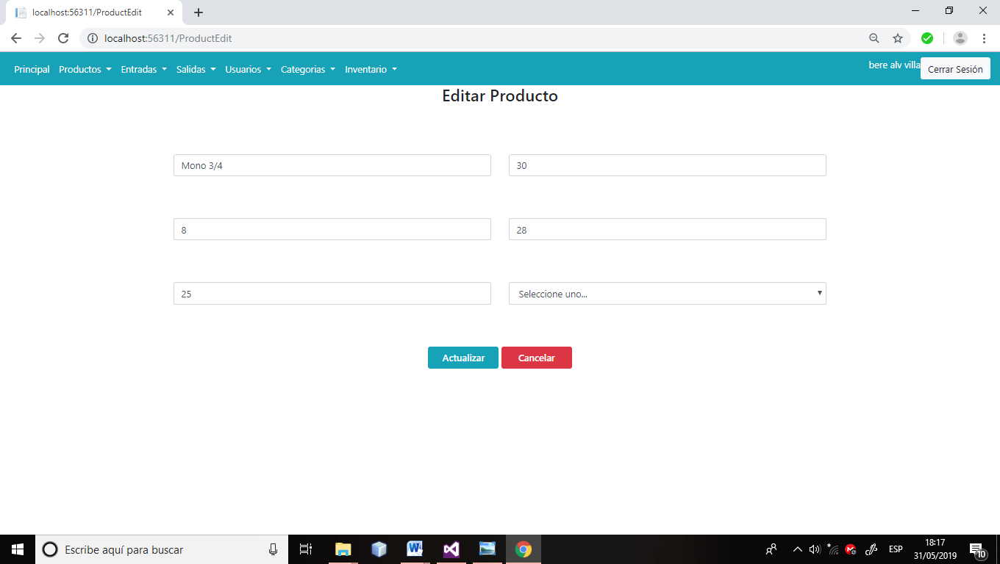 localhost:56311/ProductEdit
localhost:56311/ProductEdit
Principal Productos Entradas Salidas Usuarios Categorias Inventario bere alv villa Cerrar Sesión
Editar Producto
Mono 3/4 30
8 28
25 Seleccione uno...
Actualizar Cancelar
Escribe aquí para buscar
ESP
18:17
31/05/2019
10